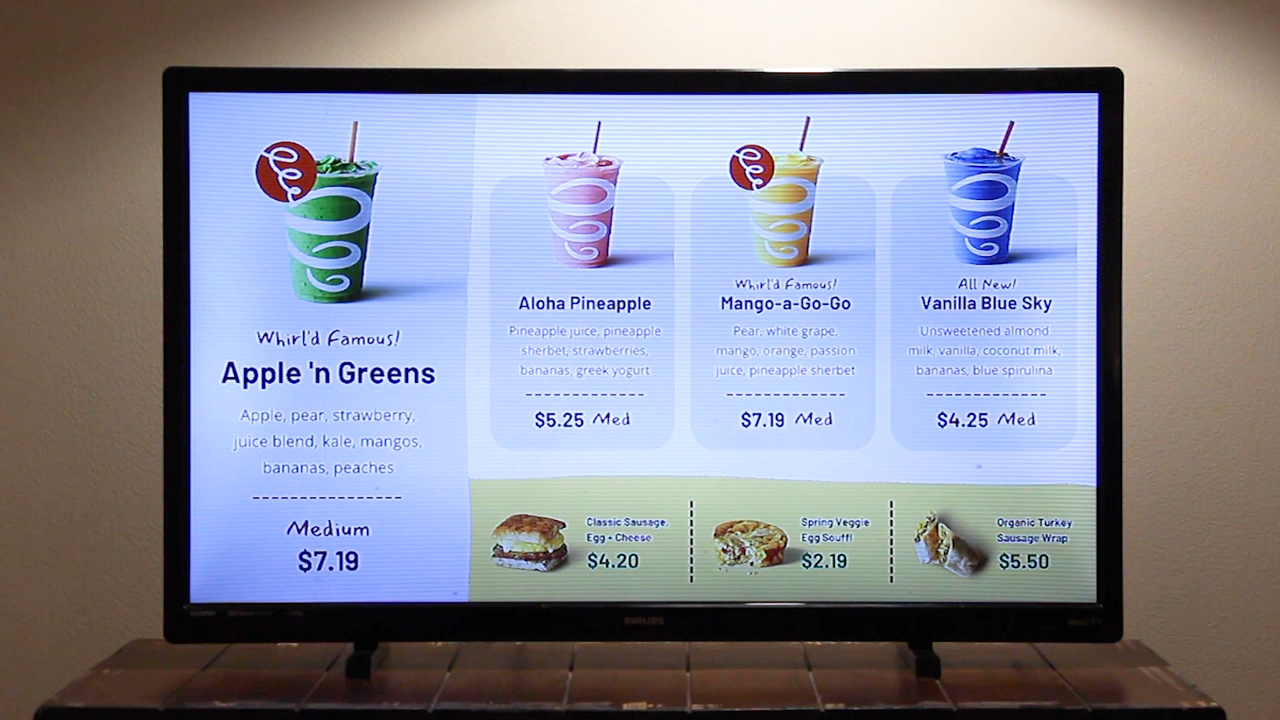 Whirl'd Famous!
Apple 'n Greens
Apple, pear, strawberry,
juice blend, kale, mangos,
bananas, peaches
Medium
$7.19
Aloha Pineapple
Pineapple juice, pineapple
sherbet, strawberries,
bananas, greek yogurt
$5.25 Med
Whirl'd Famous!
Mango-a-Go-Go
Pear, white grape,
mango, orange, passion
juice, pineapple sherbet
$7.19 Med
All New!
Vanilla Blue Sky
Unsweetened almond
milk, vanilla, coconut milk,
bananas, blue spirulina
$4.25 Med
Classic Sausage,
Egg + Cheese
$4.20
Spring Veggie
Egg Souffl
$2.19
Organic Turkey
Sausage Wrap
$5.50
PHILIPS